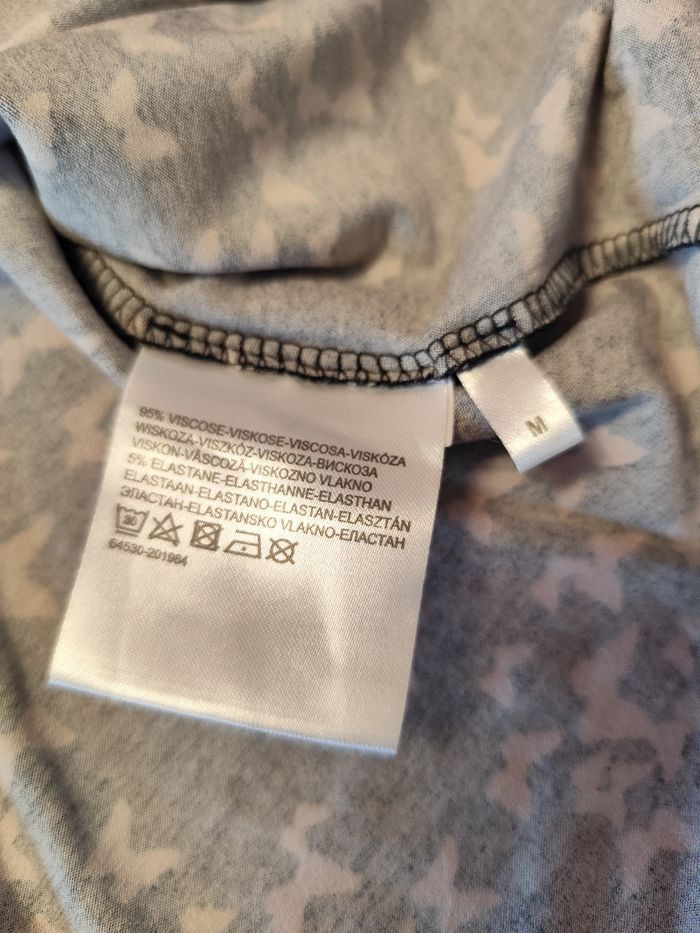 95% VISCOSE-VISKOSE-VISCOSA-VISKÓZA
WISKOZA-VISZKÓZ-VISKOZA-ВИСКОЗА
VISKON-VÂSCOZĂ-VISKOZNO VLAKNO
5% ELASTANE-ELASTHANNE-ELASTHAN
ELASTAAN-ELASTANO-ELASTAN-ELASZTÁN
ЭЛАСТАН-ELASTANSKO VLAKNO-ЕЛАСТАН
30
64530-201984
M